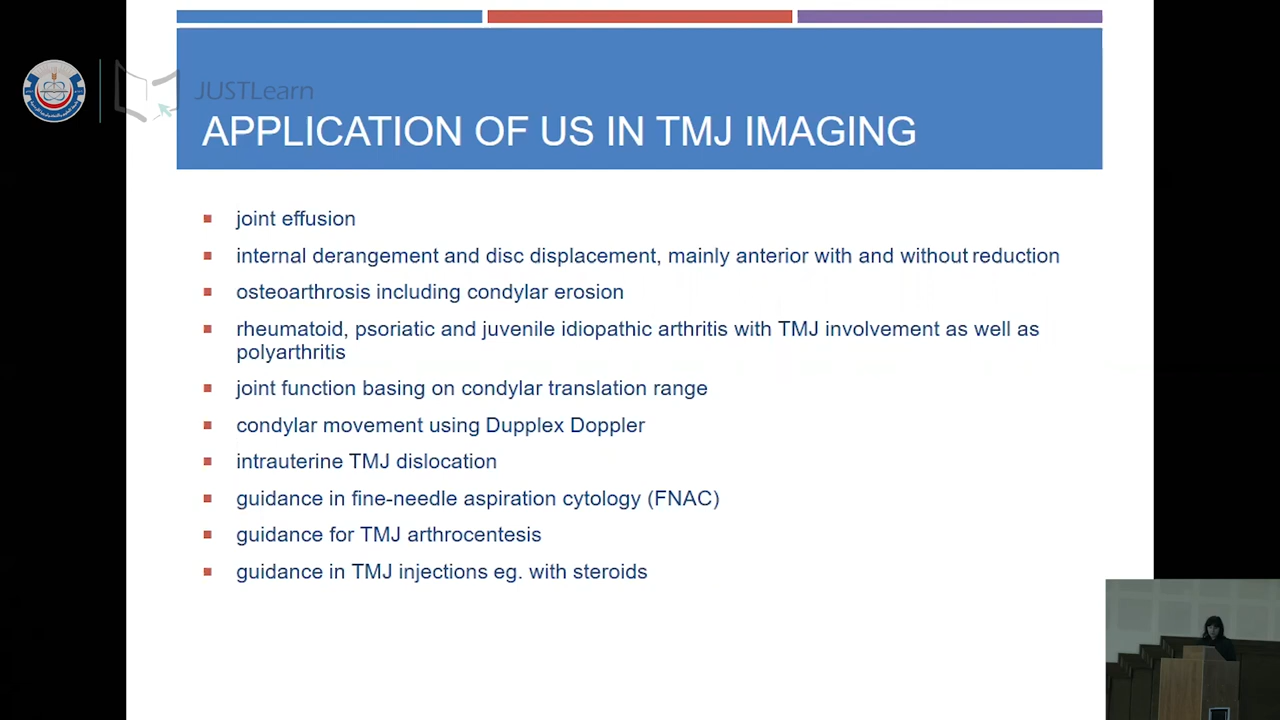 JUSTLearn
APPLICATION OF US IN TMJ IMAGING
joint effusion
internal derangement and disc displacement, mainly anterior with and without reduction
osteoarthrosis including condylar erosion
rheumatoid, psoriatic and juvenile idiopathic arthritis with TMJ involvement as well as
polyarthritis
joint function basing on condylar translation range
condylar movement using Dupplex Doppler
intrauterine TMJ dislocation
guidance in fine-needle aspiration cytology (FNAC)
guidance for TMJ arthrocentesis
guidance in TMJ injections eg. with steroids